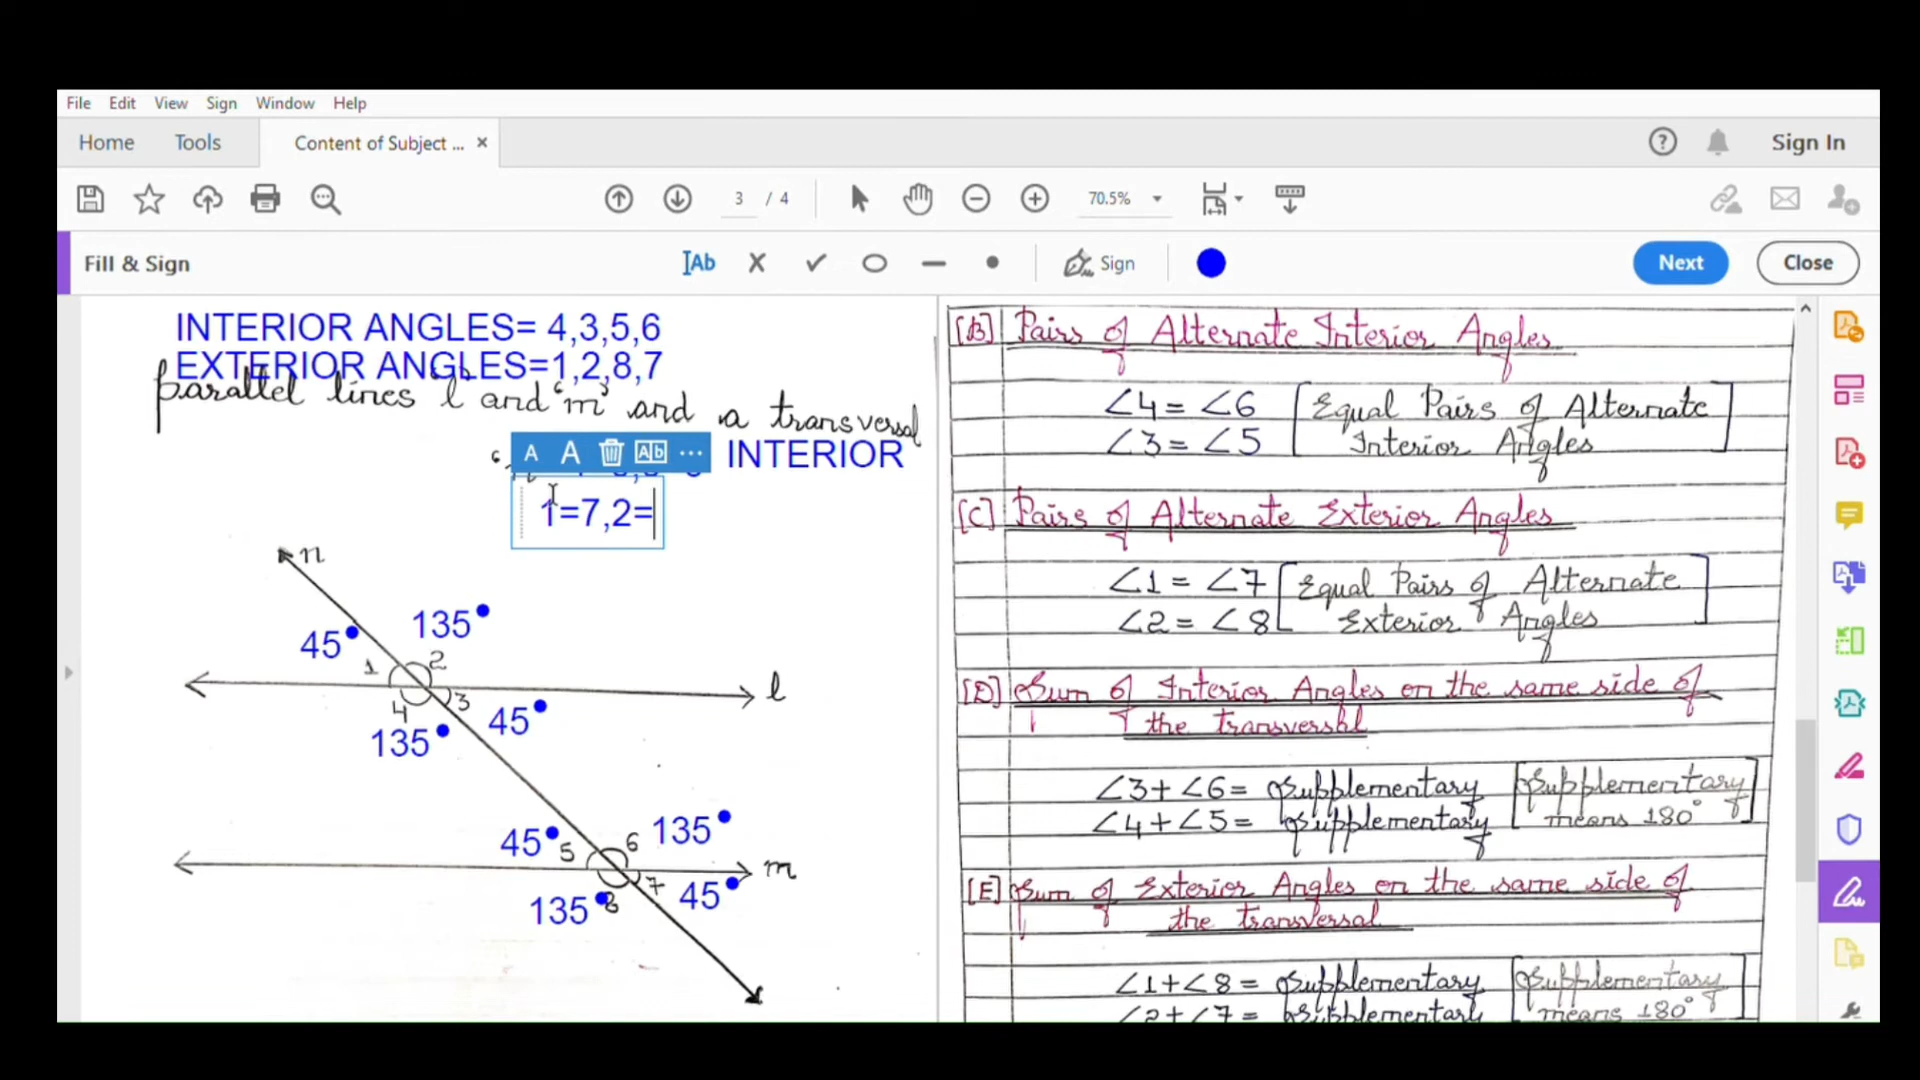 File Edit View Sign Window Help
Home Tools Content of Subject ... × Sign In
3 / 4 70.5%
Fill & Sign Ab Sign Next Close
INTERIOR ANGLES= 4,3,5,6
EXTERIOR ANGLES=1,2,8,7
parallel lines 'l' and 'm' and a transversal
A A Ab ... INTERIOR
1=7,2=
n
45 135
1 2
l
4 3
135 45
45 135
5 6
m
8 7
135 45
[B] Pairs of Alternate Interior Angles
∠4 = ∠6 [Equal Pairs of Alternate
∠3 = ∠5 Interior Angles]
[C] Pairs of Alternate Exterior Angles
∠1 = ∠7 [Equal Pairs of Alternate
∠2 = ∠8 Exterior Angles]
[D] Sum of Interior Angles on the same side of
the transversal
∠3+∠6= Supplementary [Supplementary
∠4+∠5= Supplementary means 180°]
[E] Sum of Exterior Angles on the same side of
the transversal
∠1+∠8 = Supplementary [Supplementary
∠2+∠7 = Supplementary means 180°